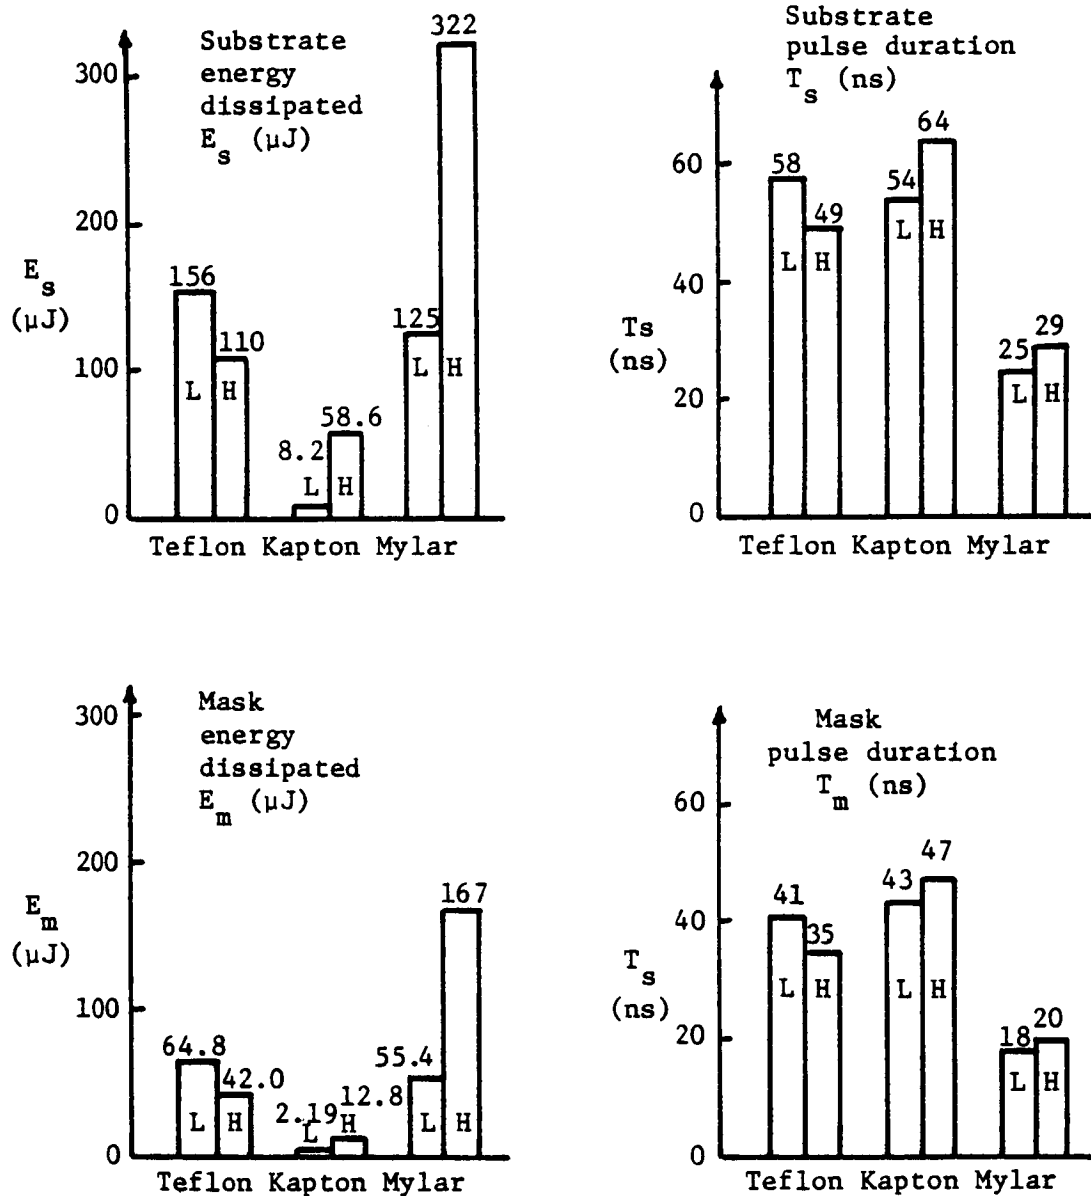 Substrate
energy
dissipated
E_s (μJ)
300
200
100
0
E_s
(μJ)
156
110
8.2
58.6
125
322
L H
L H
L H
Teflon Kapton Mylar
Substrate
pulse duration
T_s (ns)
60
40
20
0
Ts
(ns)
58
49
54
64
25
29
L H
L H
L H
Teflon Kapton Mylar
Mask
energy
dissipated
E_m (μJ)
300
200
100
0
E_m
(μJ)
64.8
42.0
2.19
12.8
55.4
167
L H
L H
L H
Teflon Kapton Mylar
Mask
pulse duration
T_m (ns)
60
40
20
0
T_s
(ns)
41
35
43
47
18
20
L H
L H
L H
Teflon Kapton Mylar